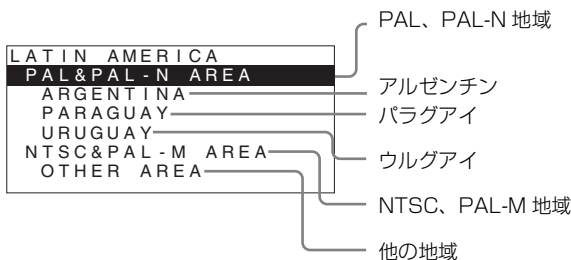 LATIN AMERICA
PAL&PAL-N AREA
ARGENTINA
PARAGUAY
URUGUAY
NTSC&PAL-M AREA
OTHER AREA
PAL、PAL-N 地域
アルゼンチン
パラグアイ
ウルグアイ
NTSC、PAL-M 地域
他の地域